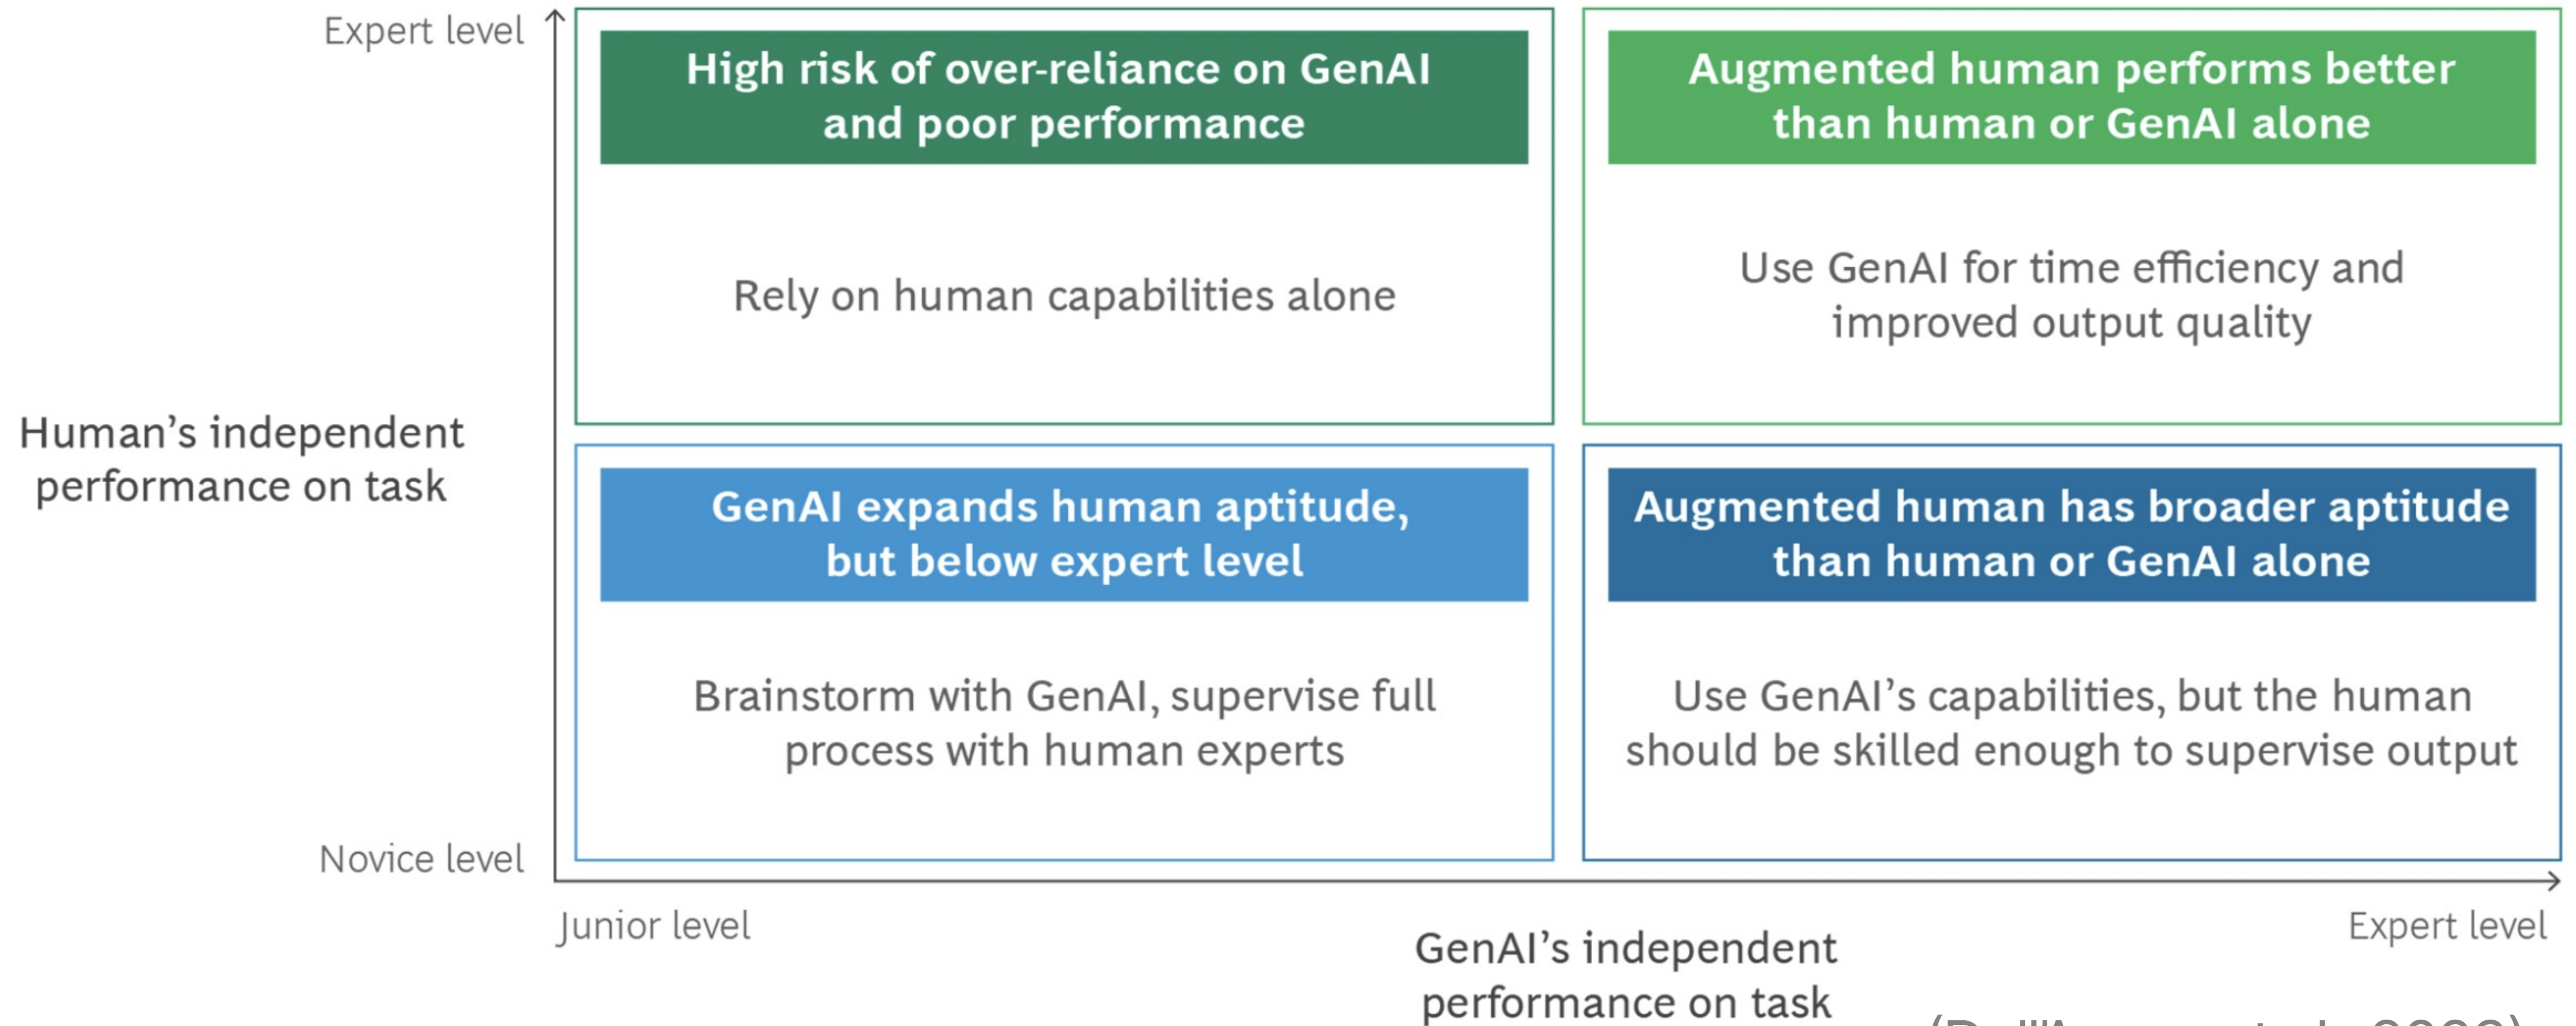 Expert level
High risk of over-reliance on GenAI
and poor performance
Augmented human performs better
than human or GenAI alone
Rely on human capabilities alone
Use GenAI for time efficiency and
improved output quality
Human’s independent
performance on task
GenAI expands human aptitude,
but below expert level
Augmented human has broader aptitude
than human or GenAI alone
Brainstorm with GenAI, supervise full
process with human experts
Use GenAI’s capabilities, but the human
should be skilled enough to supervise output
Novice level
Junior level
Expert level
GenAI’s independent
performance on task